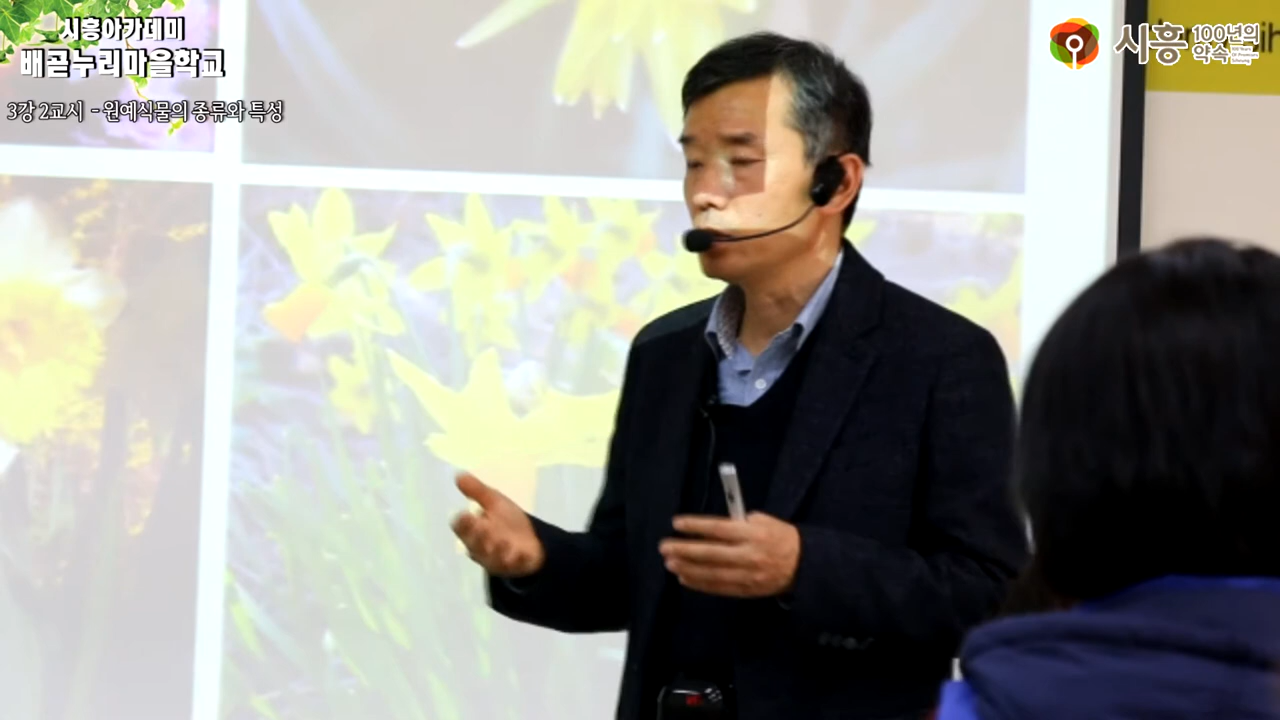 시흥아카데미
배곧누리마을학교
3강 2교시 - 원예식물의 종류와 특성
시흥 100년의
약속